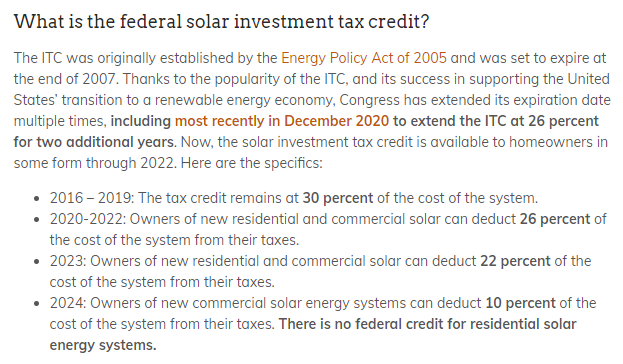 What is the federal solar investment tax credit?
The ITC was originally established by the Energy Policy Act of 2005 and was set to expire at
the end of 2007. Thanks to the popularity of the ITC, and its success in supporting the United
States' transition to a renewable energy economy, Congress has extended its expiration date
multiple times, including most recently in December 2020 to extend the ITC at 26 percent
for two additional years. Now, the solar investment tax credit is available to homeowners in
some form through 2022. Here are the specifics:
• 2016 – 2019: The tax credit remains at 30 percent of the cost of the system.
• 2020-2022: Owners of new residential and commercial solar can deduct 26 percent of
the cost of the system from their taxes.
• 2023: Owners of new residential and commercial solar can deduct 22 percent of the
cost of the system from their taxes.
• 2024: Owners of new commercial solar energy systems can deduct 10 percent of the
cost of the system from their taxes. There is no federal credit for residential solar
energy systems.